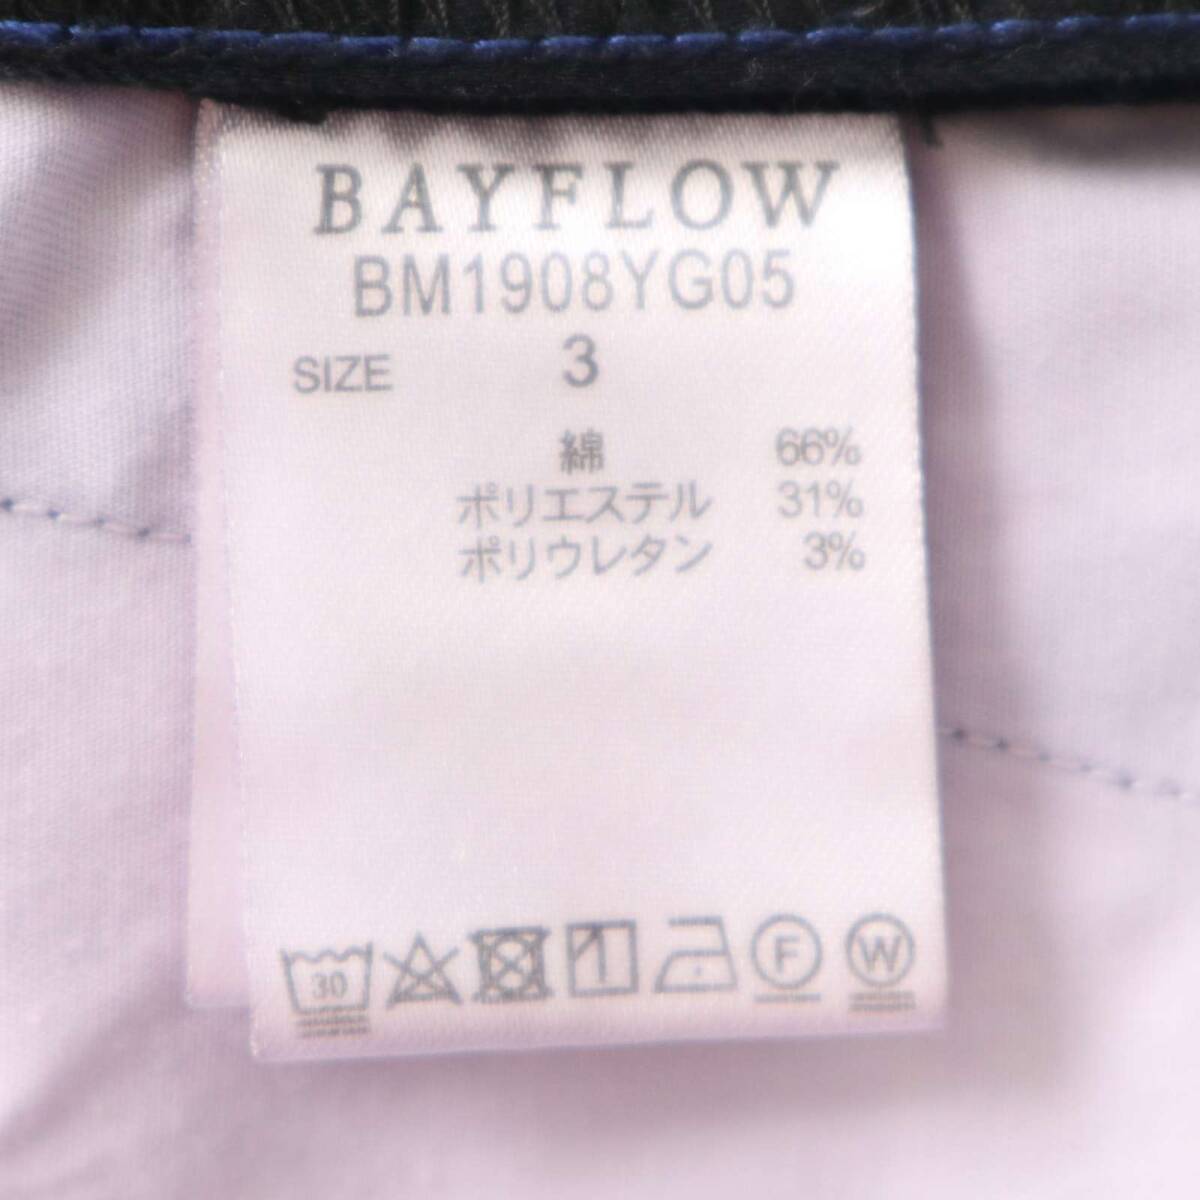 BAYFLOW
BM1908YG05
SIZE 3
綿 66%
ポリエステル 31%
ポリウレタン 3%
30 F W